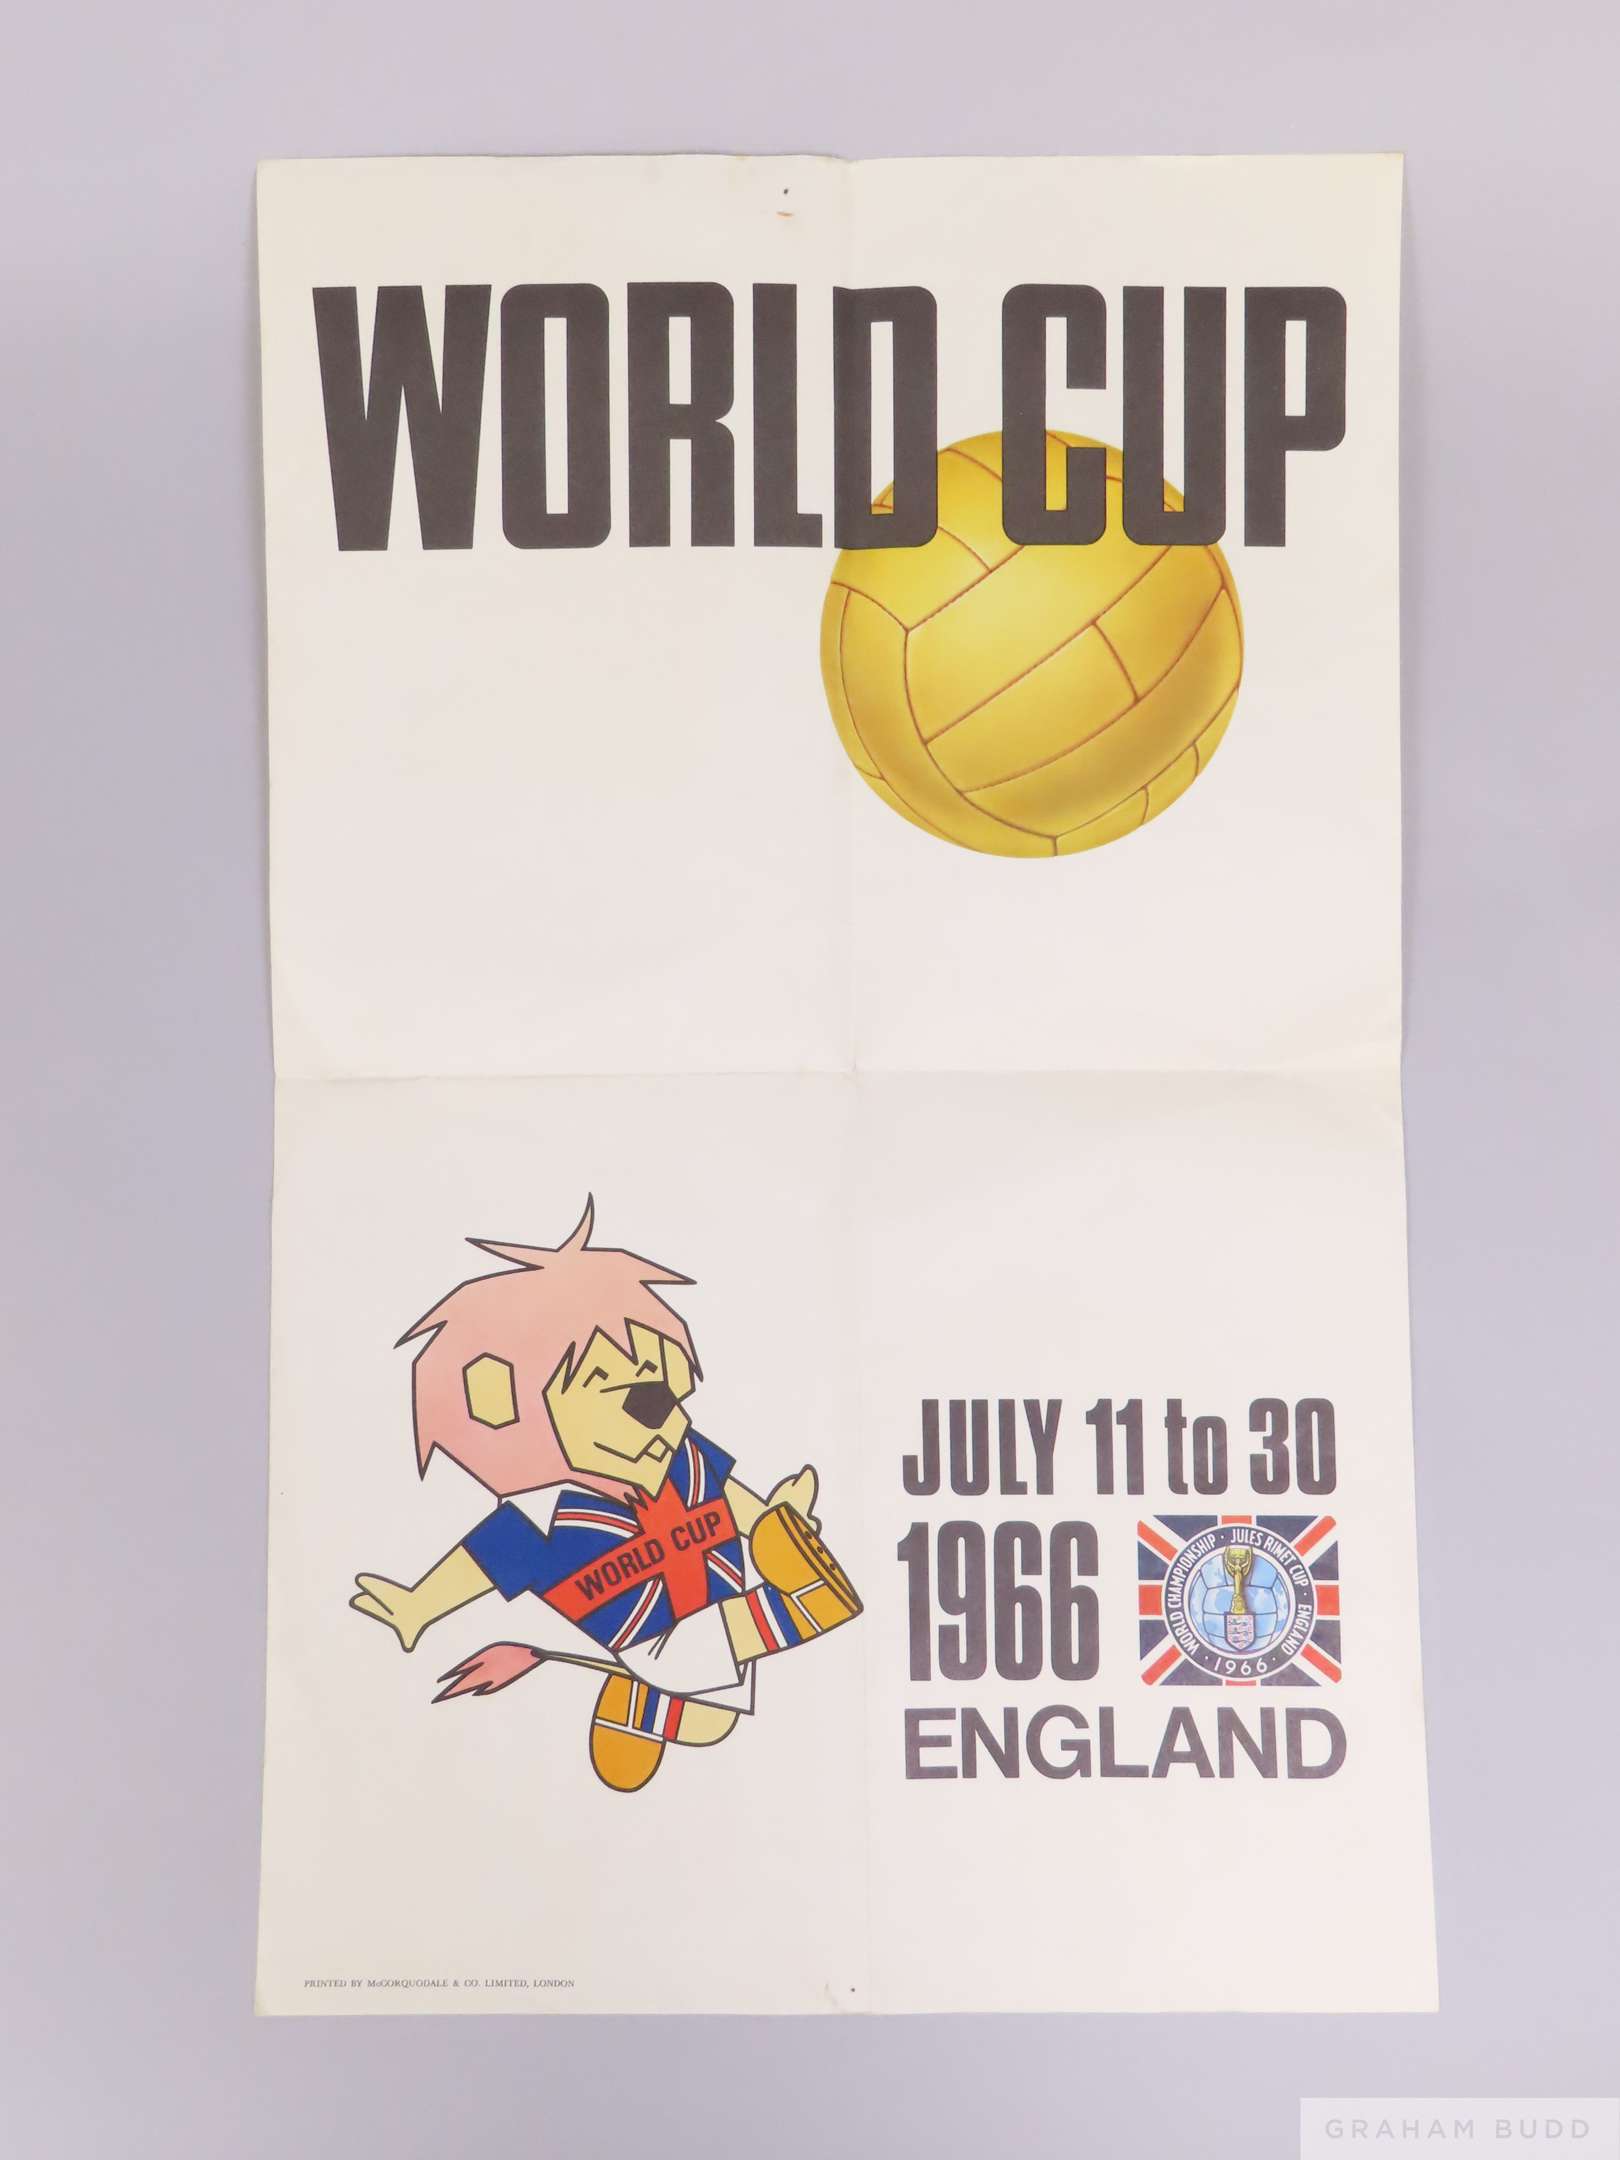 WORLD CUP
WORLD CUP
JULY 11 to 30
1966
WORLD CHAMPIONSHIP · JULES RIMET CUP · ENGLAND
· 1966 ·
ENGLAND
PRINTED BY McCORQUODALE & CO. LIMITED, LONDON
GRAHAM BUDD